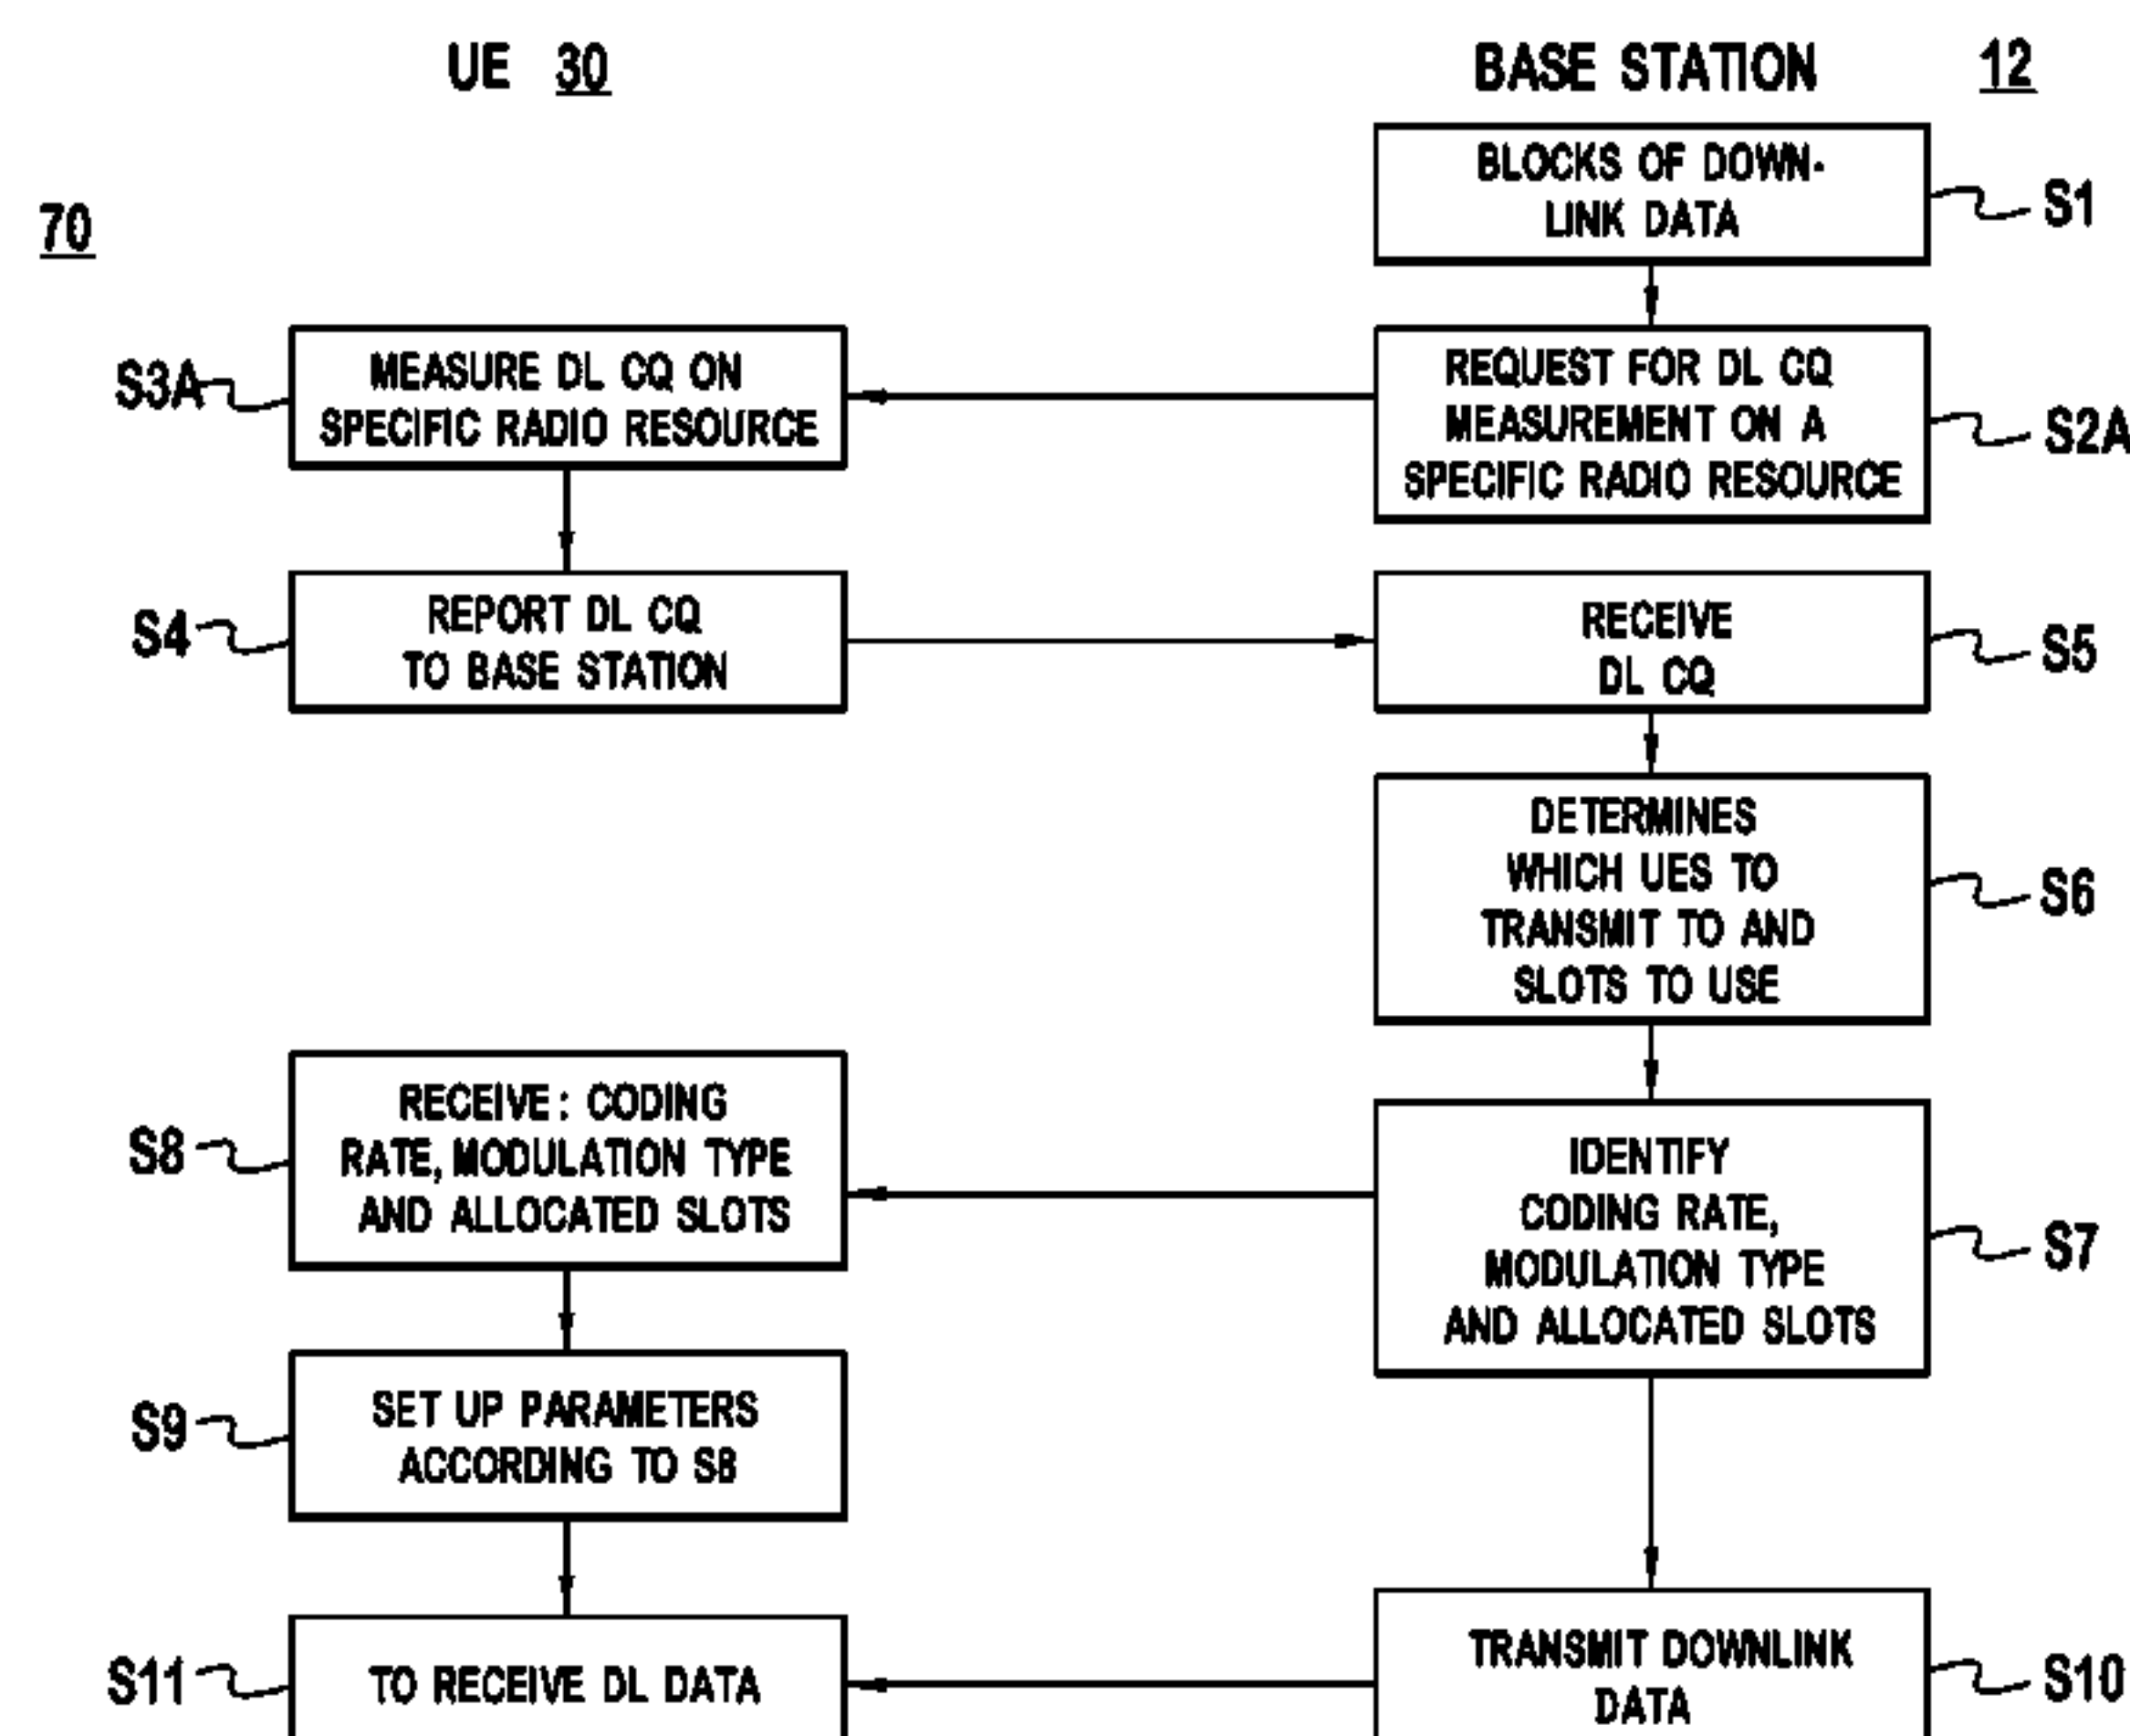 UE 30
BASE STATION 12
70
BLOCKS OF DOWN-
LINK DATA
S1
S3A
MEASURE DL CQ ON
SPECIFIC RADIO RESOURCE
REQUEST FOR DL CQ
MEASUREMENT ON A
SPECIFIC RADIO RESOURCE
S2A
S4
REPORT DL CQ
TO BASE STATION
RECEIVE
DL CQ
S5
DETERMINES
WHICH UES TO
TRANSMIT TO AND
SLOTS TO USE
S6
S8
RECEIVE: CODING
RATE, MODULATION TYPE
AND ALLOCATED SLOTS
IDENTIFY
CODING RATE,
MODULATION TYPE
AND ALLOCATED SLOTS
S7
S9
SET UP PARAMETERS
ACCORDING TO S8
S11
TO RECEIVE DL DATA
TRANSMIT DOWNLINK
DATA
S10